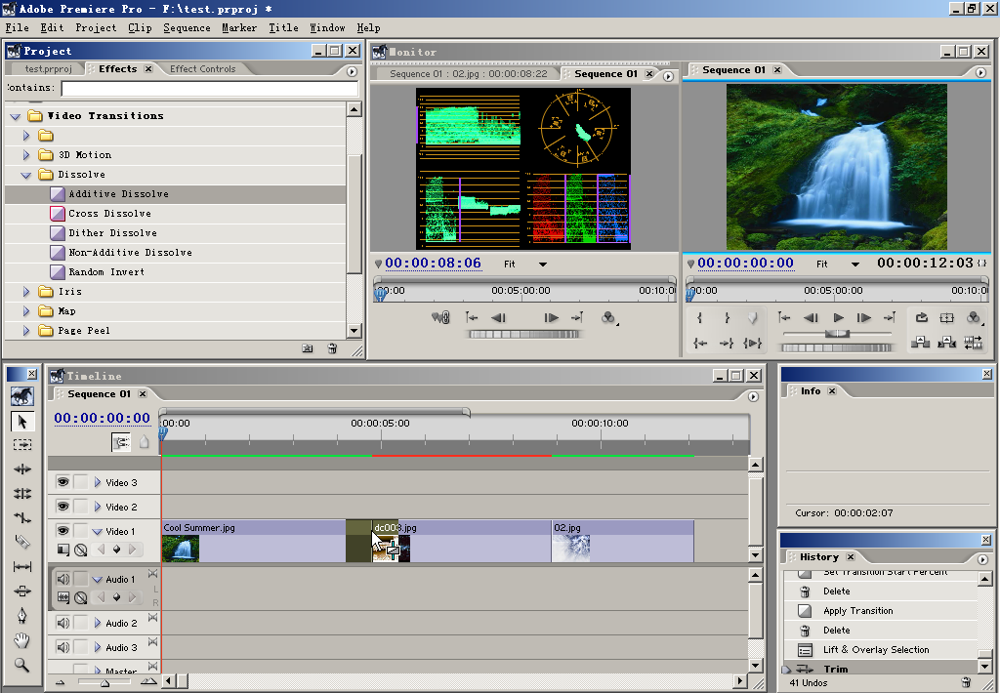 Adobe Premiere Pro - F:\test.prproj *
File Edit Project Clip Sequence Marker Title Window Help
Project
test.prproj Effects Effect Controls
ontains:
Video Transitions
3D Motion
Dissolve
Additive Dissolve
Cross Dissolve
Dither Dissolve
Non-Additive Dissolve
Random Invert
Iris
Map
Page Peel
Monitor
Sequence 01 : 02.jpg : 00:00:08:22 Sequence 01
00:00:08:06 Fit
00:00 00:05:00:00 00:10:0
Sequence 01
00:00:00:00 Fit 00:00:12:03
00:00 00:05:00:00 00:10:0
Timeline
Sequence 01
00:00:00:00
:00:00 00:00:05:00 00:00:10:00
Video 3
Video 2
Video 1
Cool Summer.jpg dc003.jpg 02.jpg
Audio 1
L
R
Audio 2
Audio 3
Master
Info
Cursor: 00:00:02:07
History
Set Transition Start Percent
Delete
Apply Transition
Delete
Lift & Overlay Selection
Trim
41 Undos